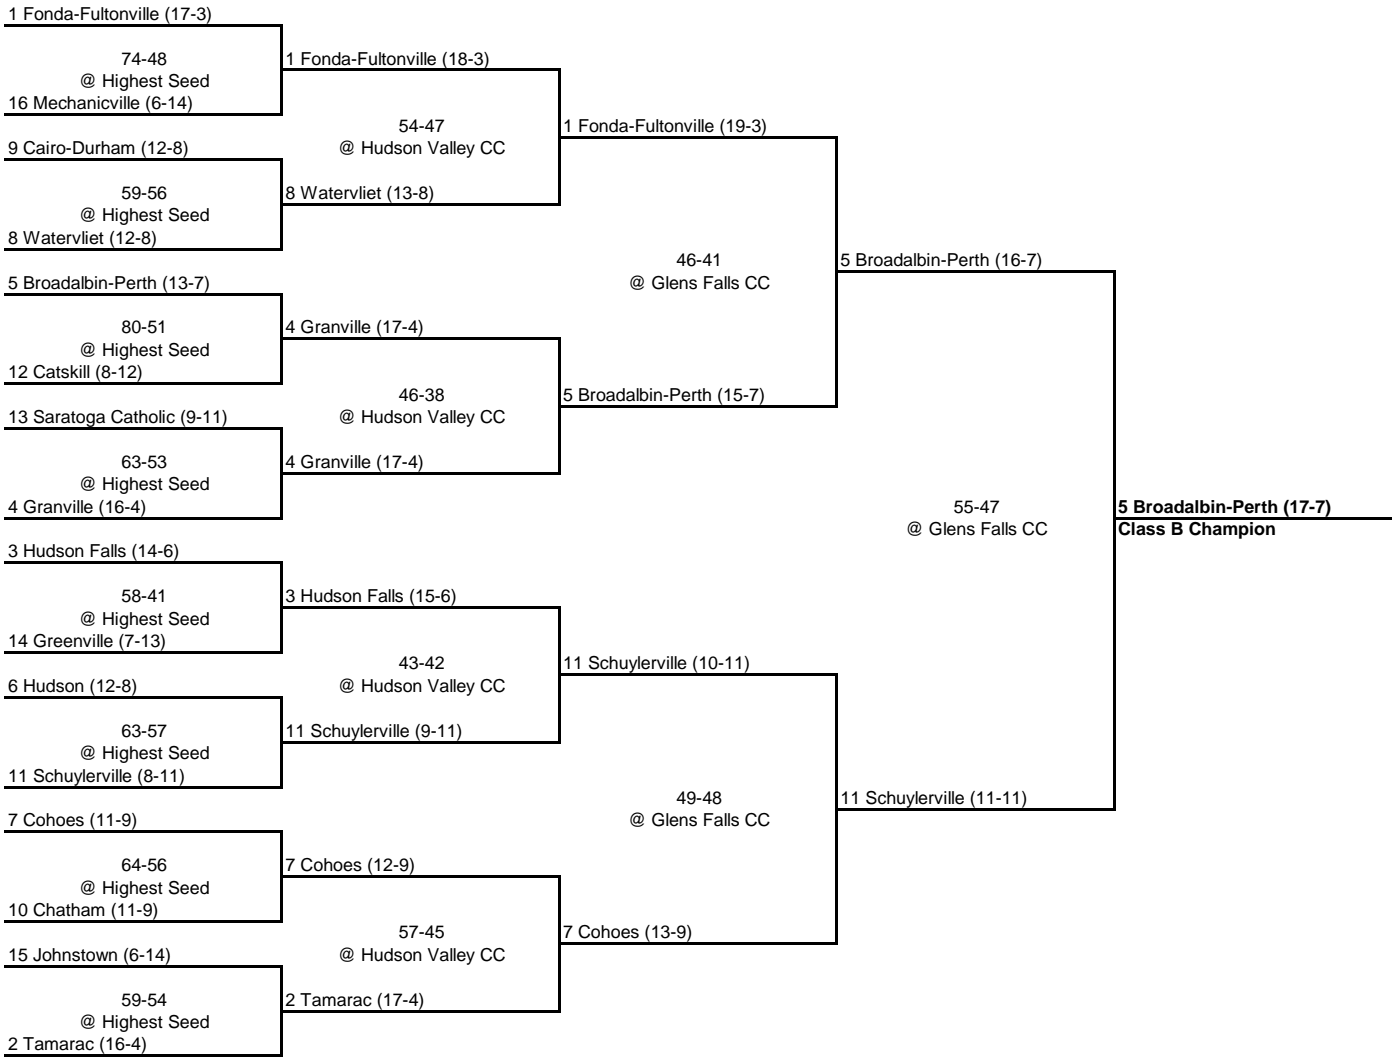 1 Fonda-Fultonville (17-3)
74-48
@ Highest Seed
16 Mechanicville (6-14)
9 Cairo-Durham (12-8)
59-56
@ Highest Seed
8 Watervliet (12-8)
5 Broadalbin-Perth (13-7)
80-51
@ Highest Seed
12 Catskill (8-12)
13 Saratoga Catholic (9-11)
63-53
@ Highest Seed
4 Granville (16-4)
3 Hudson Falls (14-6)
58-41
@ Highest Seed
14 Greenville (7-13)
6 Hudson (12-8)
63-57
@ Highest Seed
11 Schuylerville (8-11)
7 Cohoes (11-9)
64-56
@ Highest Seed
10 Chatham (11-9)
15 Johnstown (6-14)
59-54
@ Highest Seed
2 Tamarac (16-4)
1 Fonda-Fultonville (18-3)
54-47
@ Hudson Valley CC
8 Watervliet (13-8)
4 Granville (17-4)
46-38
@ Hudson Valley CC
4 Granville (17-4)
3 Hudson Falls (15-6)
43-42
@ Hudson Valley CC
11 Schuylerville (9-11)
7 Cohoes (12-9)
57-45
@ Hudson Valley CC
2 Tamarac (17-4)
1 Fonda-Fultonville (19-3)
46-41
@ Glens Falls CC
5 Broadalbin-Perth (15-7)
11 Schuylerville (10-11)
49-48
@ Glens Falls CC
7 Cohoes (13-9)
5 Broadalbin-Perth (16-7)
55-47
@ Glens Falls CC
11 Schuylerville (11-11)
5 Broadalbin-Perth (17-7)
Class B Champion